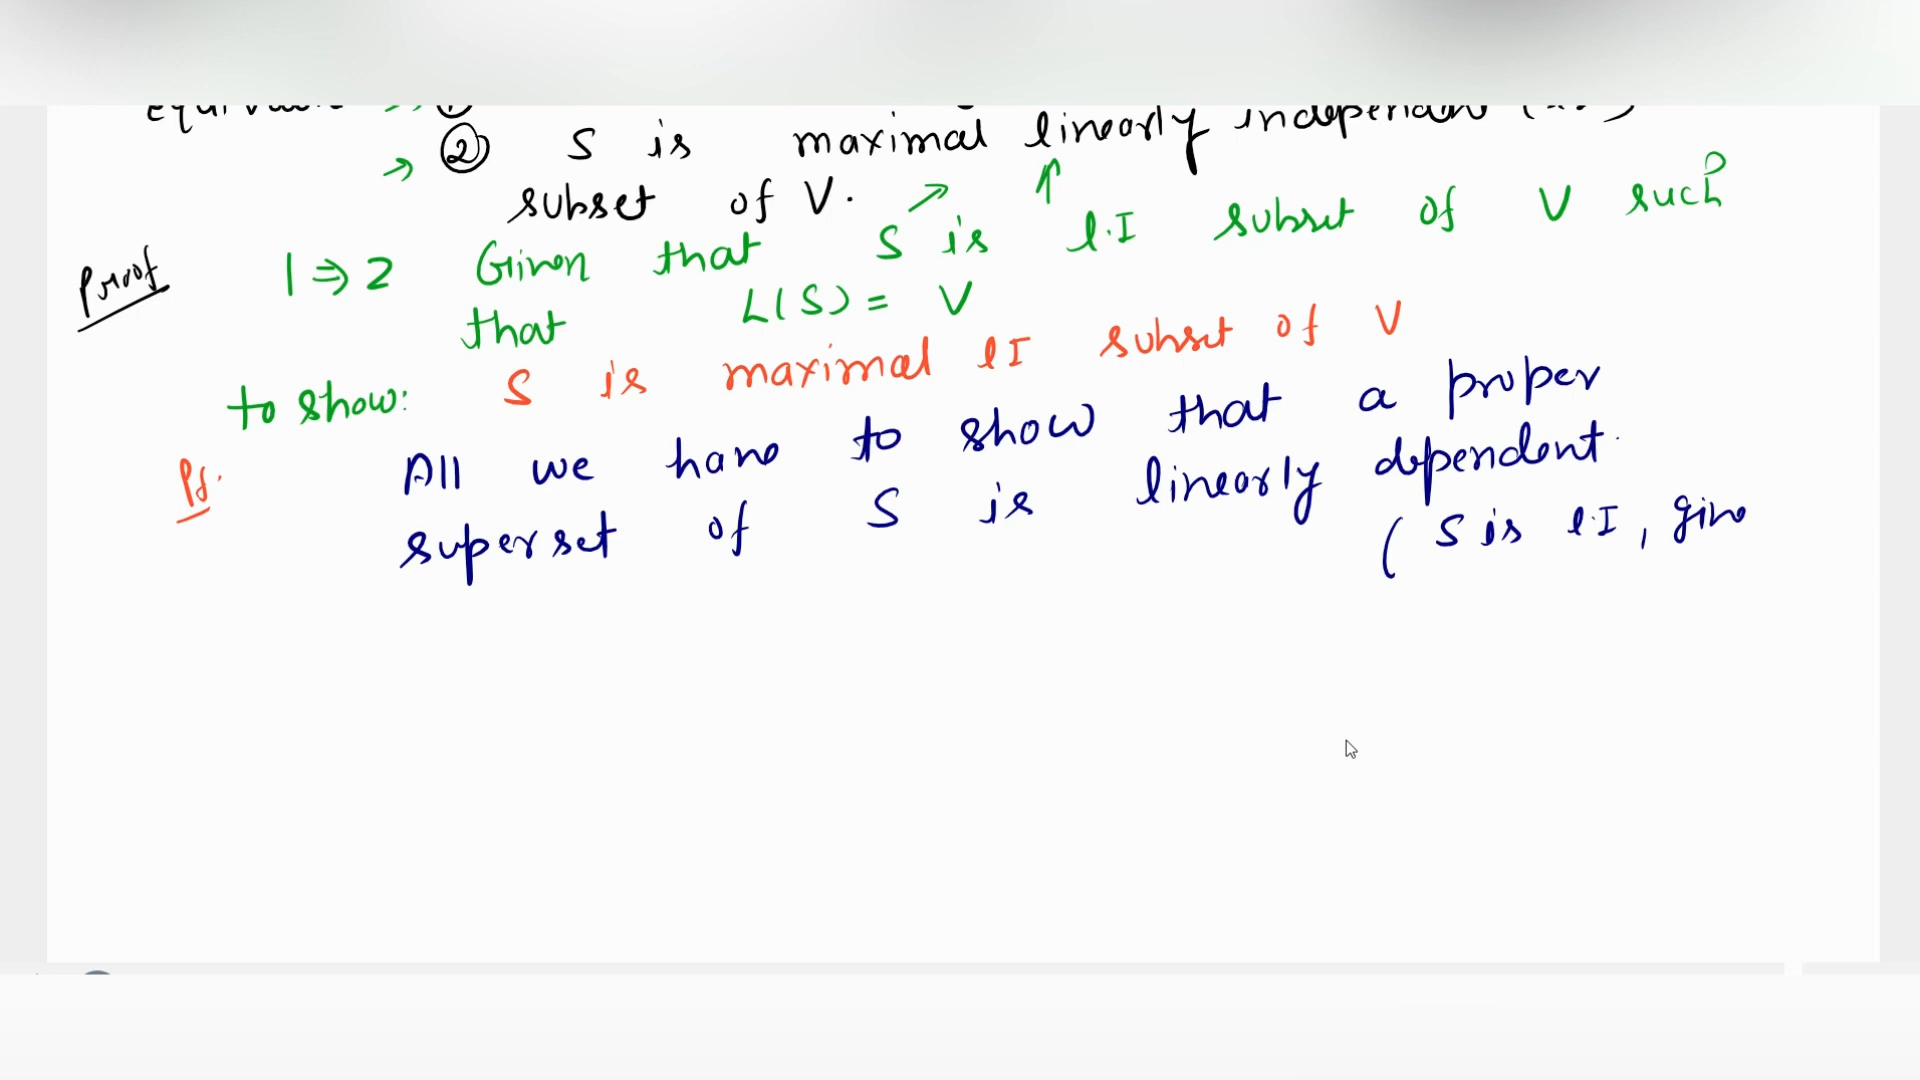 ② S is maximal linearly
subset of V.
Proof 1 ⇒ 2 Given that S is l.I subset of V such
that L(S) = V
to show: S is maximal lI subset of V
Pf. All we have to show that a proper
superset of S is linearly dependent.
( S is l.I, give